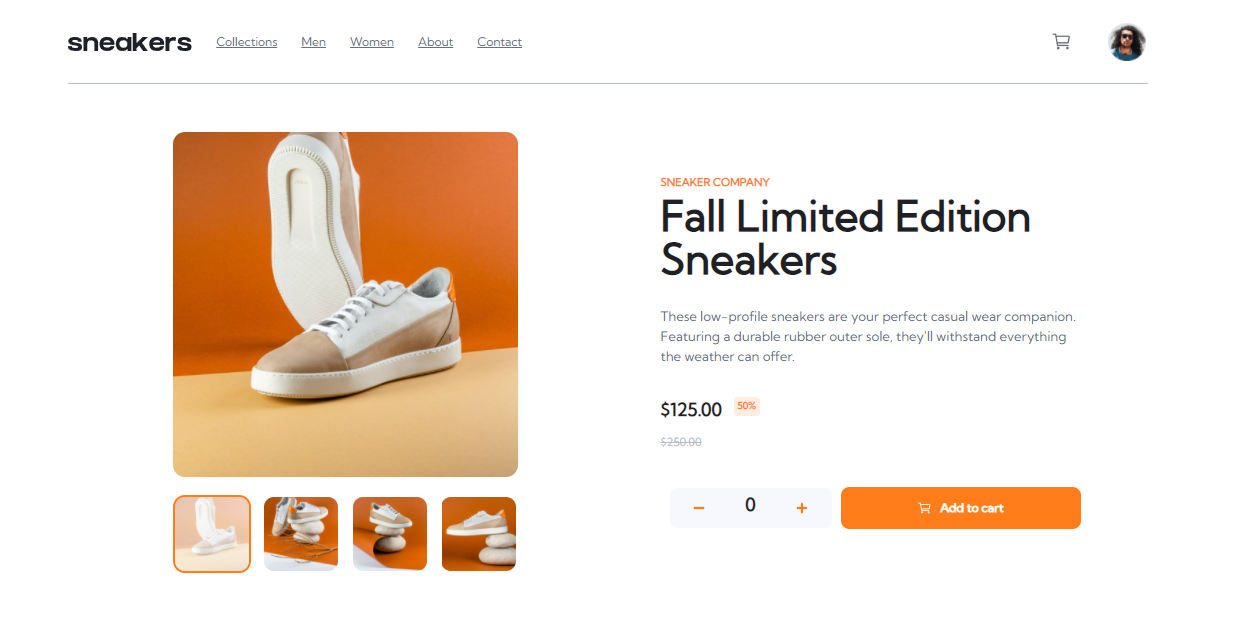 sneakers
Collections Men Women About Contact
SNEAKER COMPANY
Fall Limited Edition
Sneakers
These low-profile sneakers are your perfect casual wear companion.
Featuring a durable rubber outer sole, they'll withstand everything
the weather can offer.
$125.00 50%
$250.00
− 0 +
Add to cart